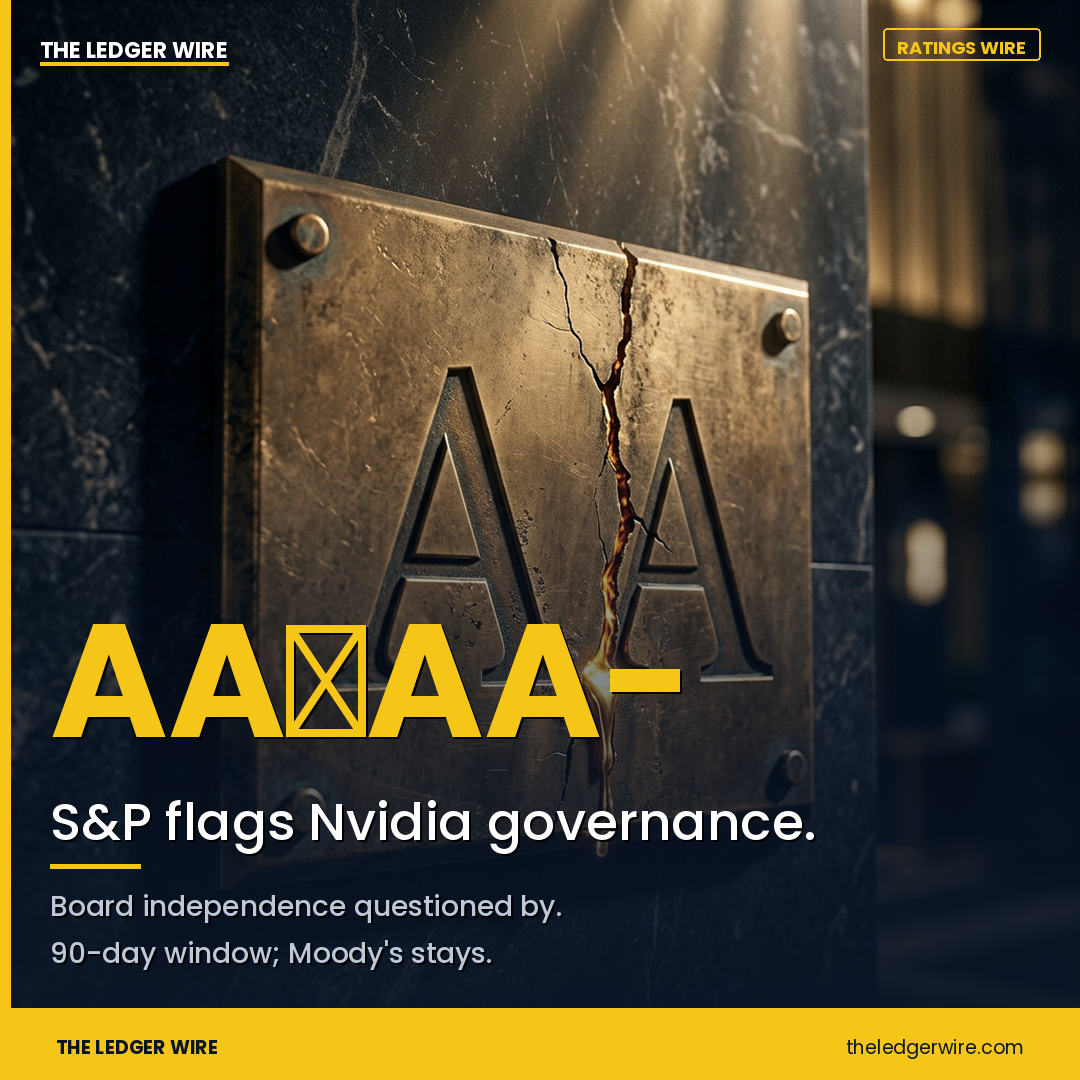 THE LEDGER WIRE
RATINGS WIRE
A A
AA☒AA–
S&P flags Nvidia governance.
Board independence questioned by.
90-day window; Moody's stays.
THE LEDGER WIRE
theledgerwire.com